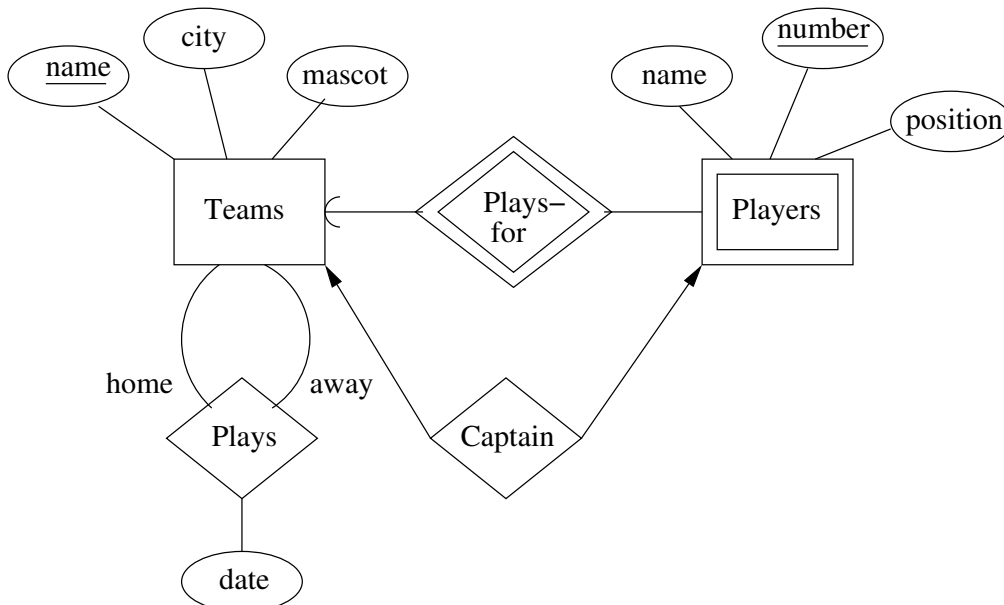 city
number
name
mascot
name
position
Teams
Plays–
for
Players
home
away
Plays
Captain
date